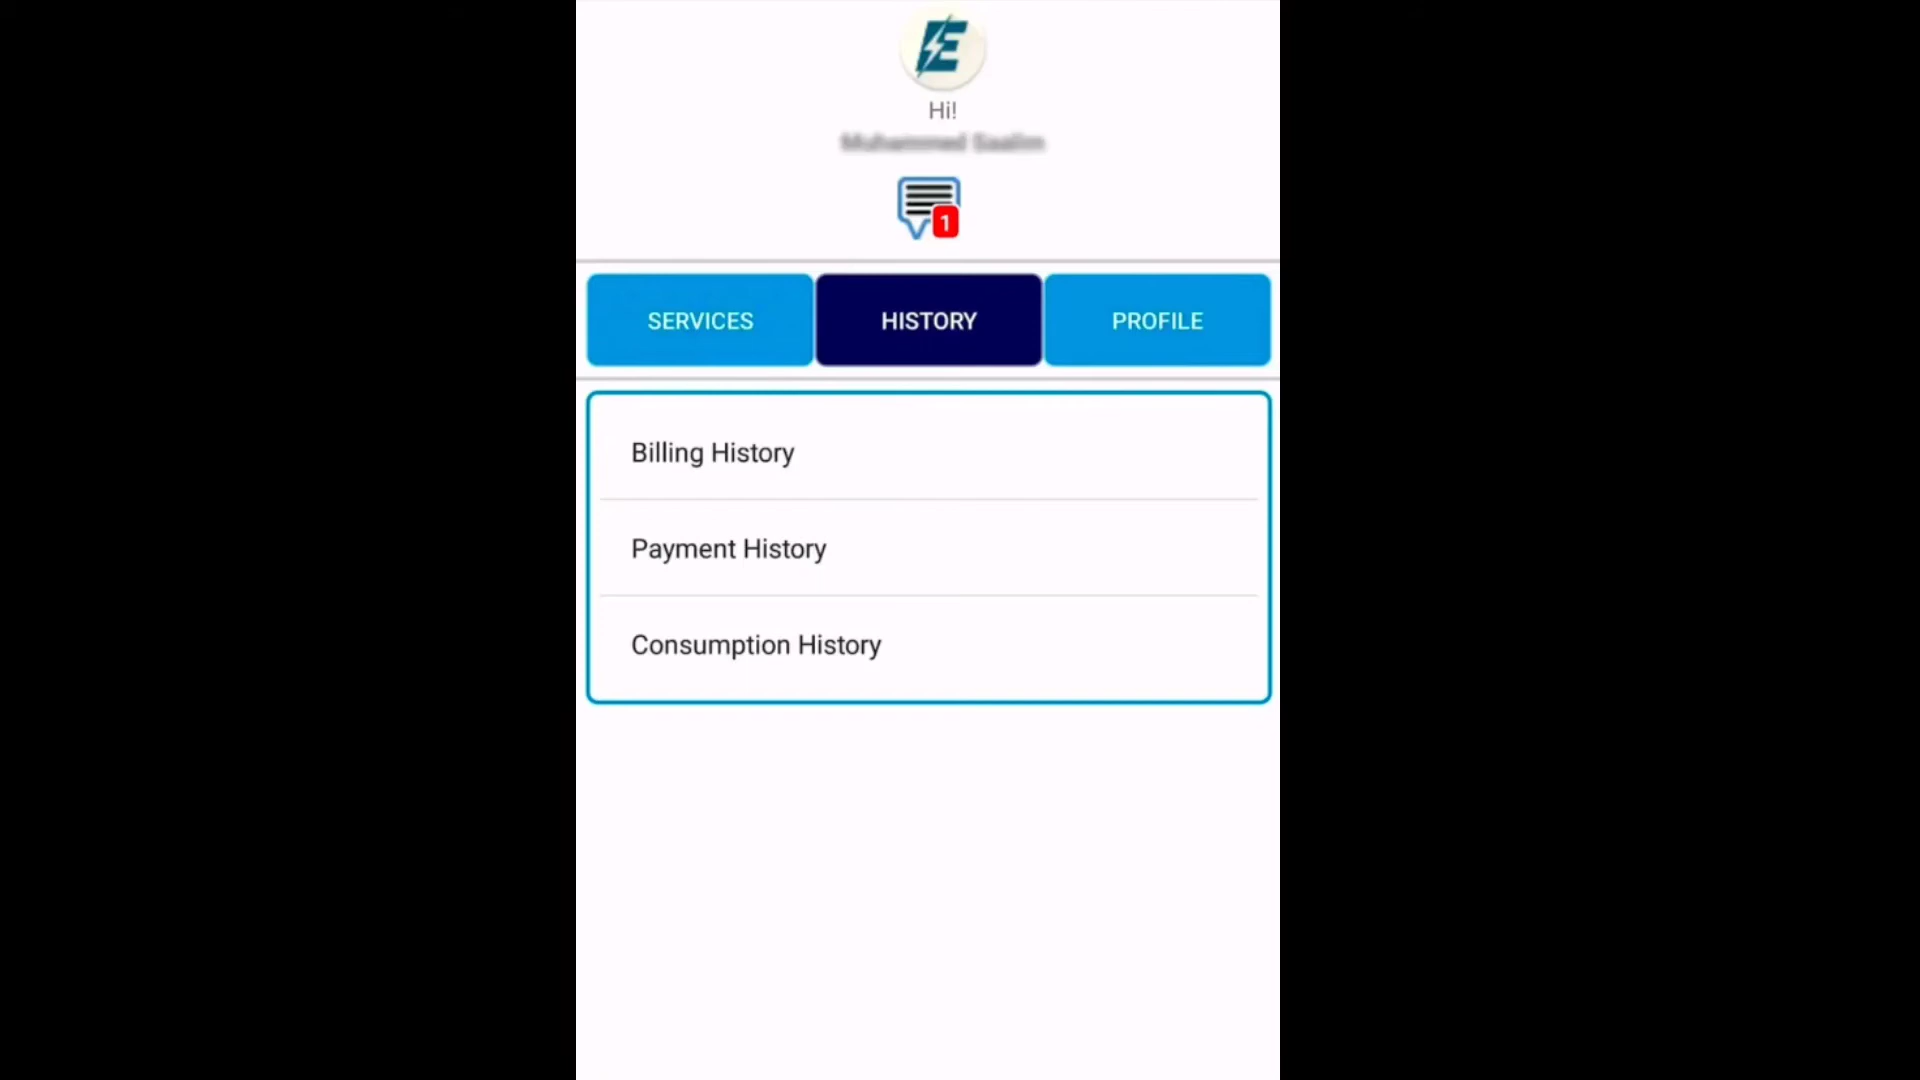 Hi!
1
SERVICES
HISTORY
PROFILE
Billing History
Payment History
Consumption History